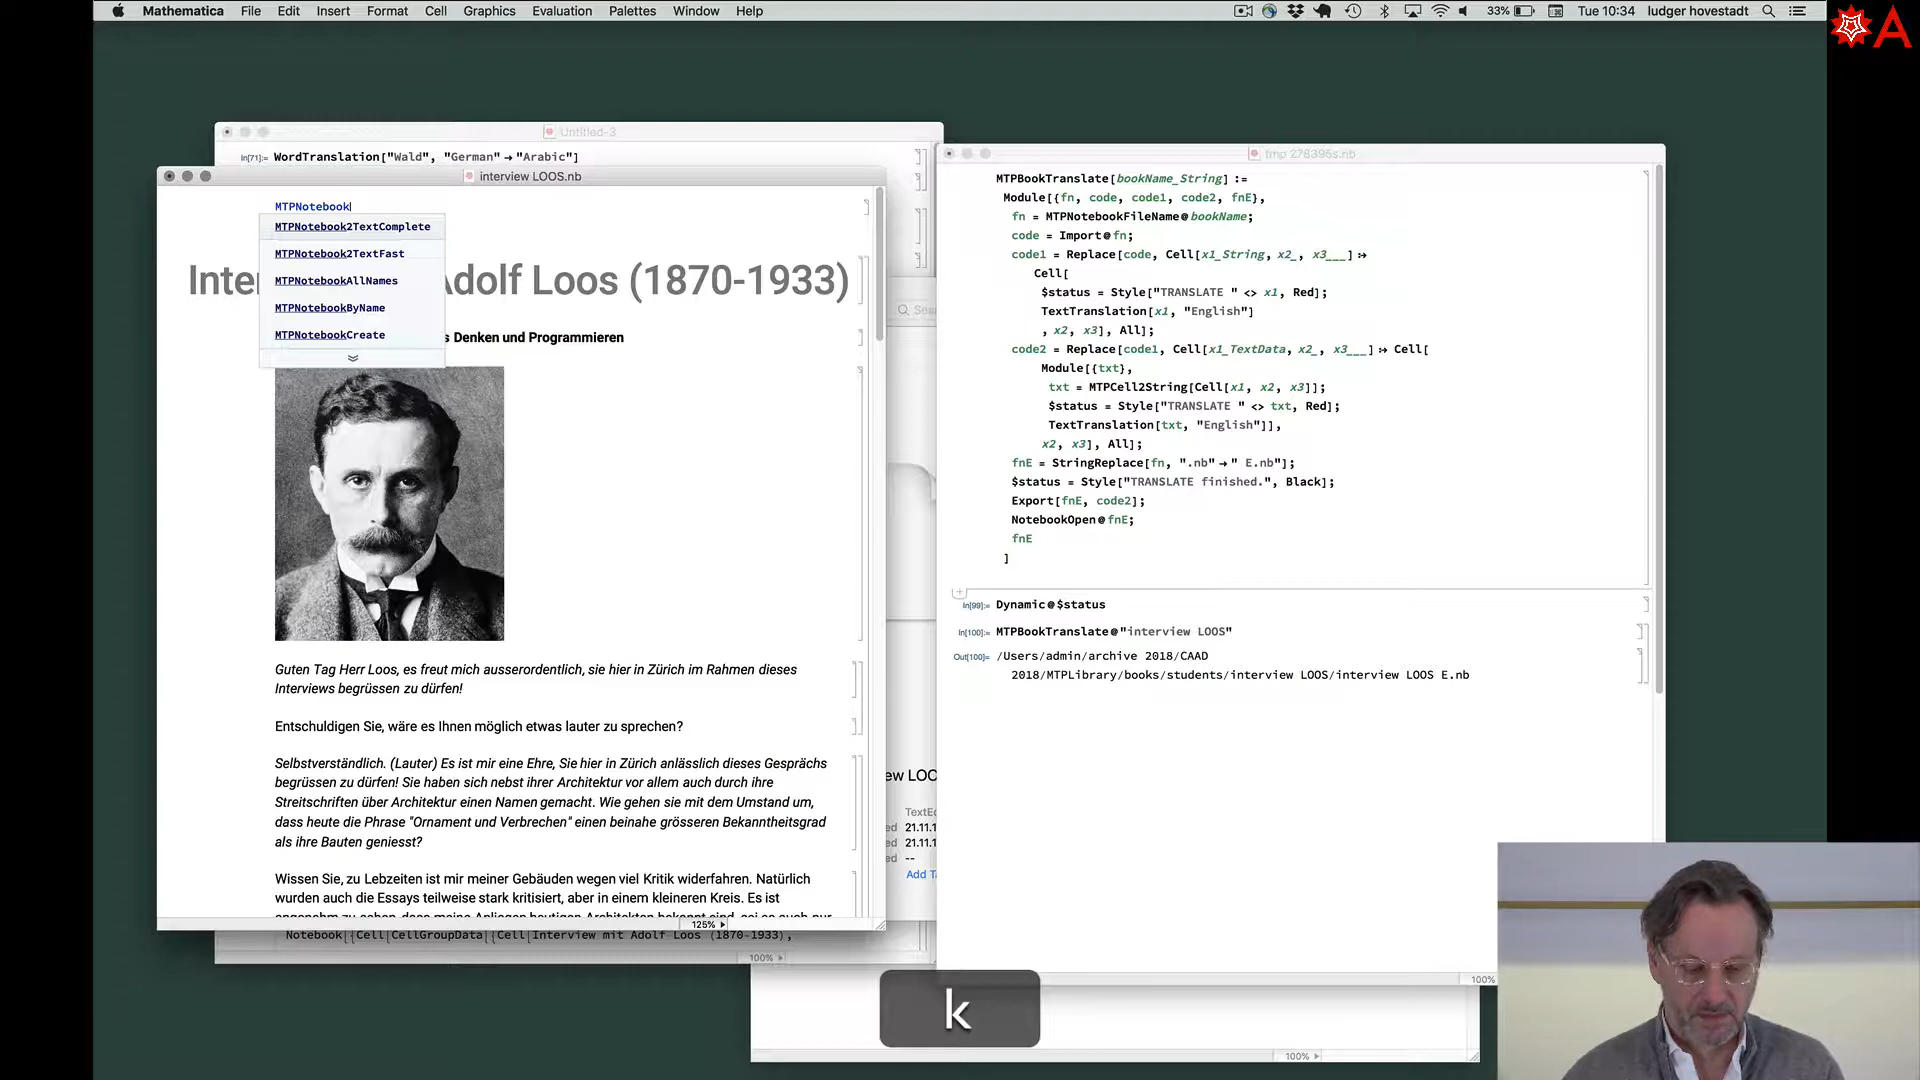 Mathematica File Edit Insert Format Cell Graphics Evaluation Palettes Window Help
33% Tue 10:34 ludger hovestadt
A
Untitled-3
In[71]:= WordTranslation["Wald", "German" → "Arabic"]
interview LOOS.nb
MTPNotebook
MTPNotebook2TextComplete
MTPNotebook2TextFast
MTPNotebookAllNames
MTPNotebookByName
MTPNotebookCreate
Adolf Loos (1870-1933)
Denken und Programmieren
Guten Tag Herr Loos, es freut mich ausserordentlich, sie hier in Zürich im Rahmen dieses
Interviews begrüssen zu dürfen!
Entschuldigen Sie, wäre es Ihnen möglich etwas lauter zu sprechen?
Selbstverständlich. (Lauter) Es ist mir eine Ehre, Sie hier in Zürich anlässlich dieses Gesprächs
begrüssen zu dürfen! Sie haben sich nebst ihrer Architektur vor allem auch durch ihre
Streitschriften über Architektur einen Namen gemacht. Wie gehen sie mit dem Umstand um,
dass heute die Phrase "Ornament und Verbrechen" einen beinahe grösseren Bekanntheitsgrad
als ihre Bauten geniesst?
Wissen Sie, zu Lebzeiten ist mir meiner Gebäuden wegen viel Kritik widerfahren. Natürlich
wurden auch die Essays teilweise stark kritisiert, aber in einem kleineren Kreis. Es ist
125%
Notebook[{Cell[CellGroupData[{Cell[Interview mit Adolf Loos (1870-1933),
100%
ew LOO
TextEd
21.11.1
21.11.1
--
Add Ta
tmp 278396s.nb
MTPBookTranslate[bookName_String] :=
Module[{fn, code, code1, code2, fnE},
fn = MTPNotebookFileName@bookName;
code = Import@fn;
code1 = Replace[code, Cell[x1_String, x2_, x3___] :>
Cell[
$status = Style["TRANSLATE " <> x1, Red];
TextTranslation[x1, "English"]
, x2, x3], All];
code2 = Replace[code1, Cell[x1_TextData, x2_, x3___] :> Cell[
Module[{txt},
txt = MTPCell2String[Cell[x1, x2, x3]];
$status = Style["TRANSLATE " <> txt, Red];
TextTranslation[txt, "English"]],
x2, x3], All];
fnE = StringReplace[fn, ".nb" → " E.nb"];
$status = Style["TRANSLATE finished.", Black];
Export[fnE, code2];
NotebookOpen@fnE;
fnE
]
In[99]:= Dynamic@$status
In[100]:= MTPBookTranslate@"interview LOOS"
Out[100]= /Users/admin/archive 2018/CAAD
2018/MTPLibrary/books/students/interview LOOS/interview LOOS E.nb
100%
k
100%